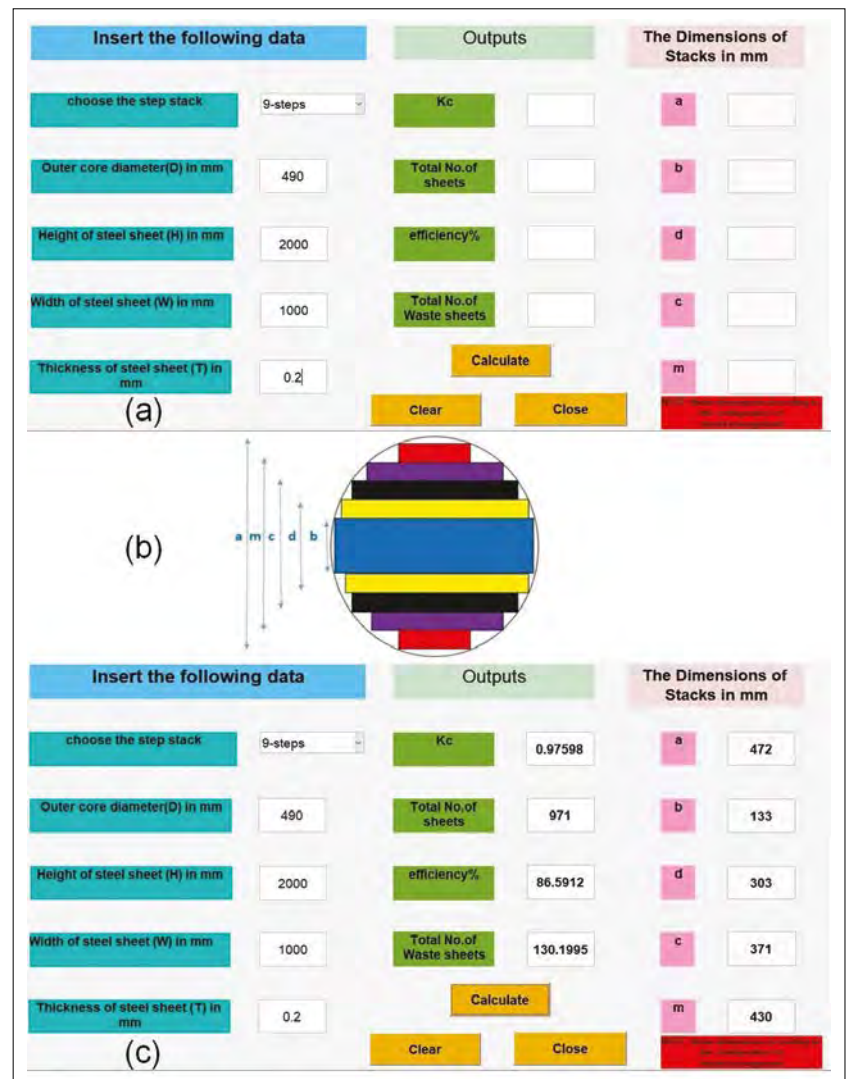 Insert the following data
Outputs
The Dimensions of
Stacks in mm
choose the step stack
9-steps
Kc
a
Outer core diameter(D) in mm
490
Total No.of
sheets
b
Height of steel sheet (H) in mm
2000
efficiency%
d
Width of steel sheet (W) in mm
1000
Total No.of
Waste sheets
c
Thickness of steel sheet (T) in
mm
0.2
Calculate
m
(a)
Clear
Close
(b)
a m c d b
Insert the following data
Outputs
The Dimensions of
Stacks in mm
choose the step stack
9-steps
Kc
0.97598
a
472
Outer core diameter(D) in mm
490
Total No.of
sheets
971
b
133
Height of steel sheet (H) in mm
2000
efficiency%
86.5912
d
303
Width of steel sheet (W) in mm
1000
Total No.of
Waste sheets
130.1995
c
371
Thickness of steel sheet (T) in
mm
0.2
Calculate
m
430
(c)
Clear
Close